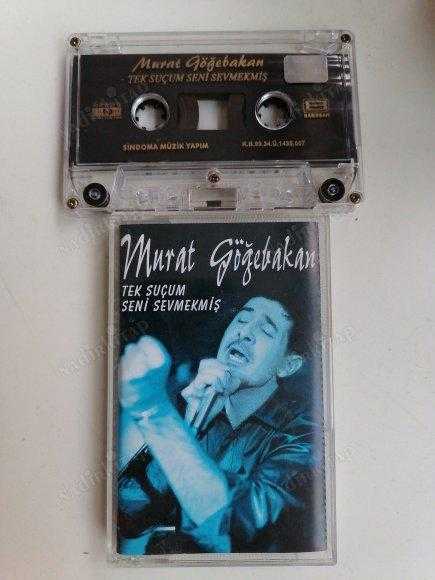 Murat Göğebakan
TEK SUÇUM SENİ SEVMEKMİŞ
SİNDOMA MÜZİK YAPIM
Murat Göğebakan
TEK SUÇUM
SENİ SEVMEKMİŞ